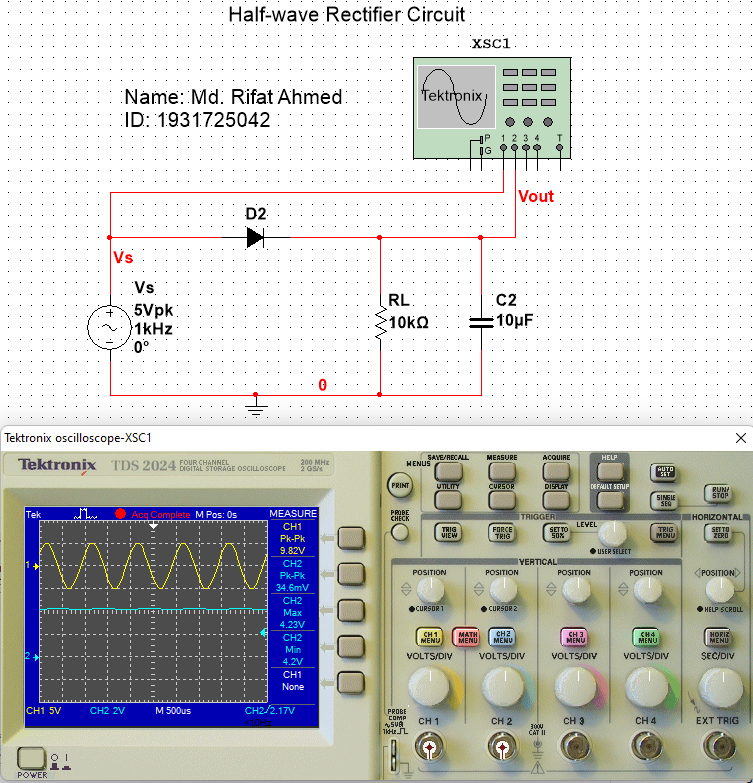 Half-wave Rectifier Circuit
XSC1
Name: Md. Rifat Ahmed
ID: 1931725042
Tektronix
P
G
1 2 3 4 T
Vout
D2
Vs
Vs
5Vpk
1kHz
0°
RL
10kΩ
C2
10µF
0
Tektronix oscilloscope-XSC1
Tektronix TDS 2024 FOUR CHANNEL DIGITAL STORAGE OSCILLOSCOPE 200 MHz 2 GS/s
Tek Acq Complete M Pos: 0s MEASURE
CH1
Pk-Pk
9.82V
CH2
Pk-Pk
34.6mV
CH2
Max
4.23V
CH2
Min
4.2V
CH1
None
1
2
CH1 5V CH2 2V M 500us CH2/2.17V
POWER
MENUS
SAVE/RECALL MEASURE ACQUIRE
UTILITY CURSOR DISPLAY
HELP
DEFAULT SETUP
AUTO SET
SINGLE SEQ
RUN/STOP
PRINT
PROBE CHECK
TRIGGER
TRIG VIEW
FORCE TRIG
SET TO 50%
LEVEL
USER SELECT
TRIG MENU
HORIZONTAL
SET TO ZERO
VERTICAL
POSITION POSITION POSITION POSITION POSITION
CURSOR 1 CURSOR 2 HELP SCROLL
CH 1 MENU
MATH MENU
CH 2 MENU
CH 3 MENU
CH 4 MENU
HORIZ MENU
VOLTS/DIV VOLTS/DIV VOLTS/DIV VOLTS/DIV SEC/DIV
PROBE COMP
~5V
1kHz
CH 1 CH 2 CH 3 CH 4 EXT TRIG
300V
CAT II